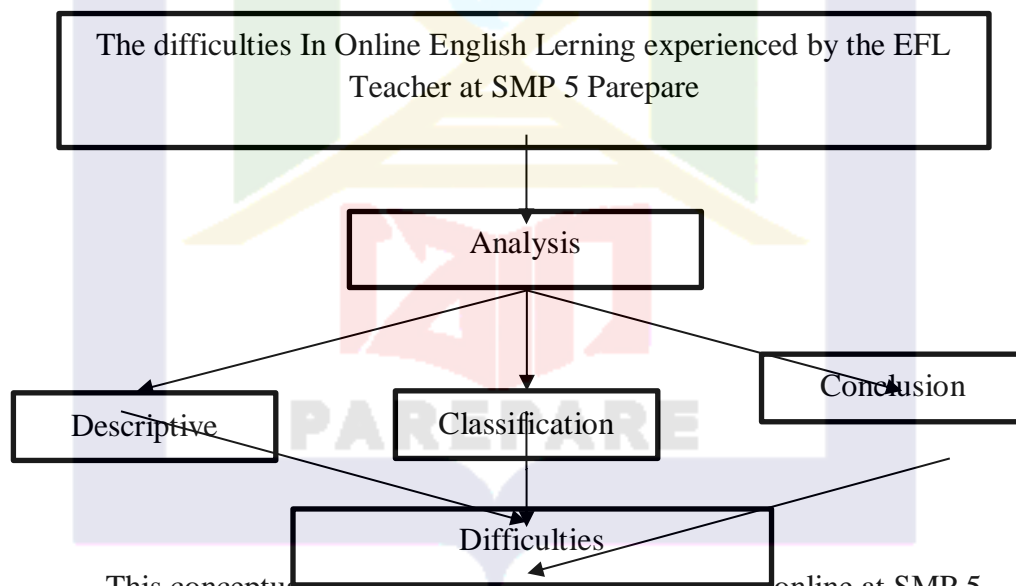 The difficulties In Online English Lerning experienced by the EFL
Teacher at SMP 5 Parepare
Analysis
Conclusion
Descriptive
Classification
PAREPARE
Difficulties
This online at SMP 5